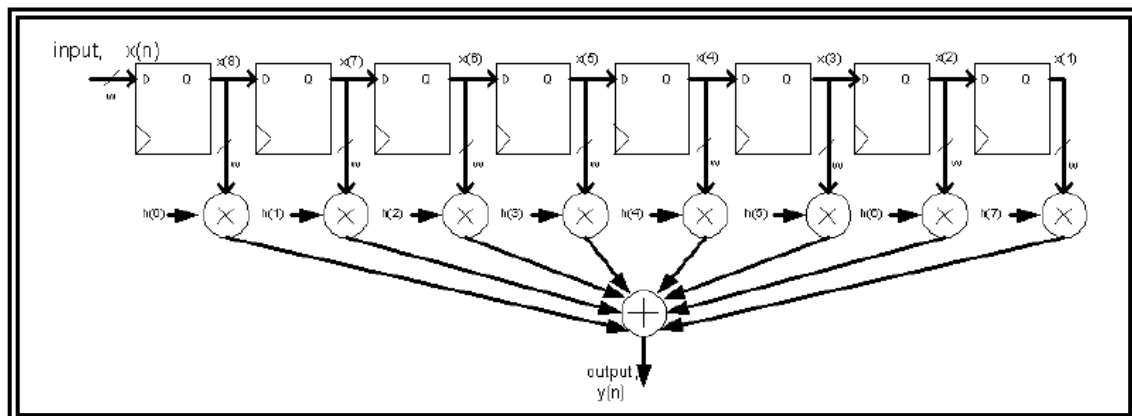 input, x(n)
x(8) x(7) x(6) x(5) x(4) x(3) x(2) x(1)
D Q D Q D Q D Q D Q D Q D Q D Q
w w w w w w w w w
h(0) h(1) h(2) h(3) h(4) h(5) h(6) h(7)
output,
y(n)